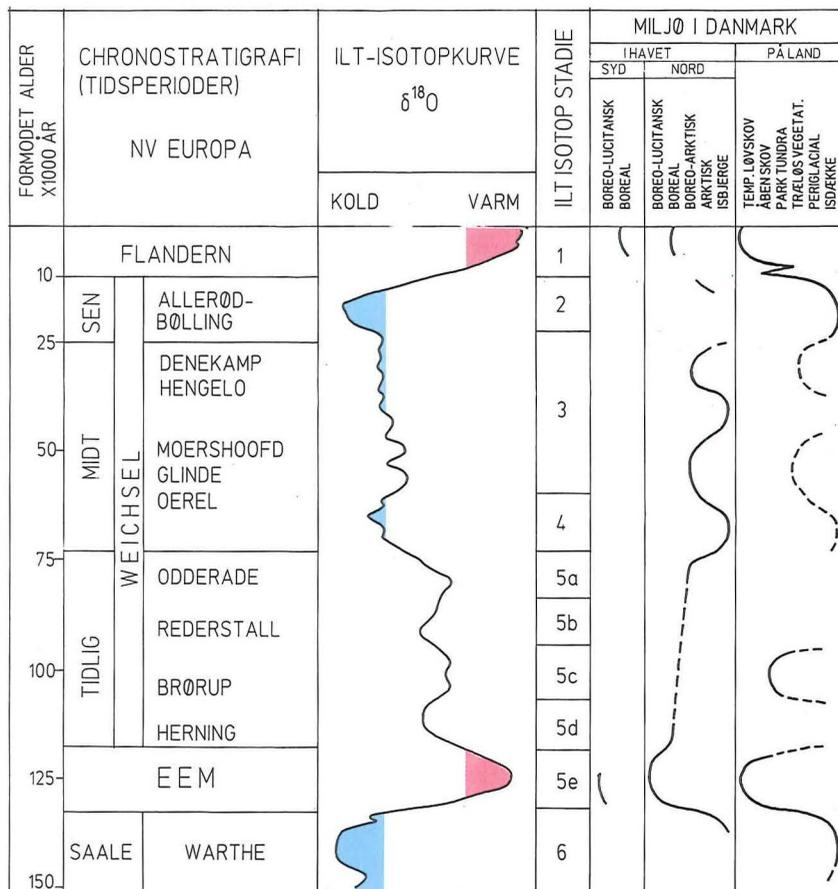 FORMODET ALDER
X1000 ÅR
CHRONOSTRATIGRAFI
(TIDSPERIODER)
NV EUROPA
ILT-ISOTOPKURVE
δ18O
KOLD VARM
ILT ISOTOP STADIE
MILJØ I DANMARK
I HAVET PÅ LAND
SYD NORD
BOREO-LUCITANSK
BOREAL
BOREO-LUCITANSK
BOREAL
BOREO-ARKTISK
ARKTISK
ISBJERGE
TEMP. LØVSKOV
ÅBEN SKOV
PARK TUNDRA
TRÆLØS VEGETAT.
PERIGLACIAL
ISDÆKKE
FLANDERN 1
10
SEN
ALLERØD-
BØLLING
2
25
WEICHSEL
MIDT
DENEKAMP
HENGELO
3
50
MOERSHOOFD
GLINDE
OEREL
4
75
TIDLIG
ODDERADE 5a
REDERSTALL 5b
100
BRØRUP 5c
HERNING 5d
125 EEM 5e
SAALE WARTHE 6
150